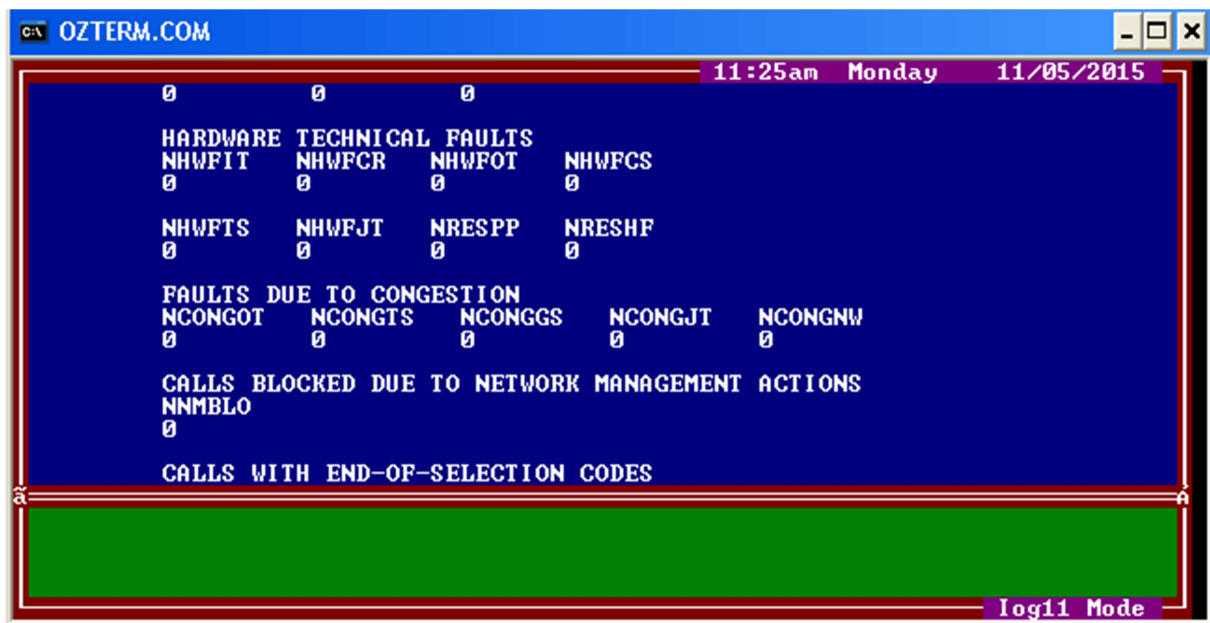 OZTERM.COM
11:25am Monday 11/05/2015
0 0 0
HARDWARE TECHNICAL FAULTS
NHWFIT NHWFCR NHWFOT NHWFCS
0 0 0 0
NHWFTS NHWFJT NRESPP NRESHF
0 0 0 0
FAULTS DUE TO CONGESTION
NCONGOT NCONGTS NCONGGS NCONGJT NCONGNW
0 0 0 0 0
CALLS BLOCKED DUE TO NETWORK MANAGEMENT ACTIONS
NNMBLO
0
CALLS WITH END-OF-SELECTION CODES
Iog11 Mode